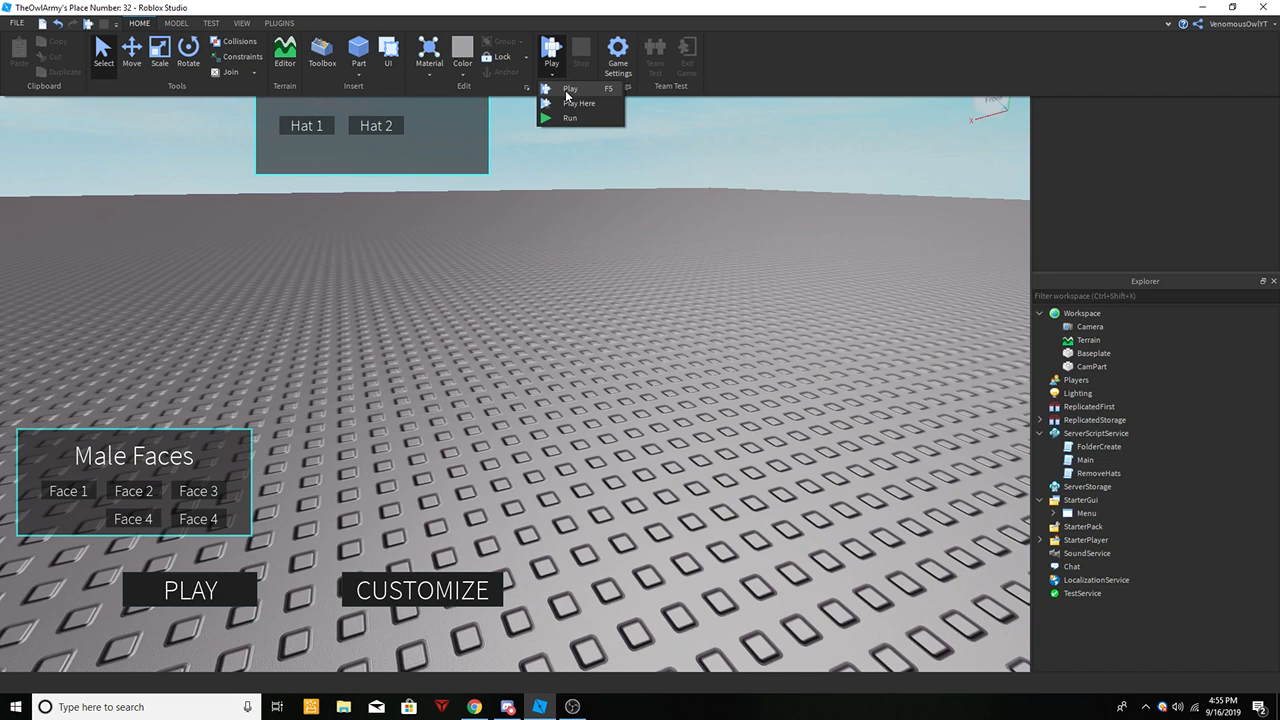 TheOwlArmy's Place Number: 32 - Roblox Studio
FILE HOME MODEL TEST VIEW PLUGINS VenomousOwlYT
Paste Copy Cut Duplicate
Select Move Scale Rotate
Collisions
Constraints
Join
Editor Toolbox Part UI Material Color
Group
Lock
Anchor
Play Stop Game Settings Team Test Exit Game
Clipboard Tools Terrain Insert Edit Team Test
Play F5
Play Here
Run
Front
X
Hat 1 Hat 2
Male Faces
Face 1 Face 2 Face 3
Face 4 Face 4
PLAY CUSTOMIZE
Explorer
Filter workspace (Ctrl+Shift+X)
Workspace
Camera
Terrain
Baseplate
CamPart
Players
Lighting
ReplicatedFirst
ReplicatedStorage
ServerScriptService
FolderCreate
Main
RemoveHats
ServerStorage
StarterGui
Menu
StarterPack
StarterPlayer
SoundService
Chat
LocalizationService
TestService
Type here to search
4:55 PM
9/16/2019
2